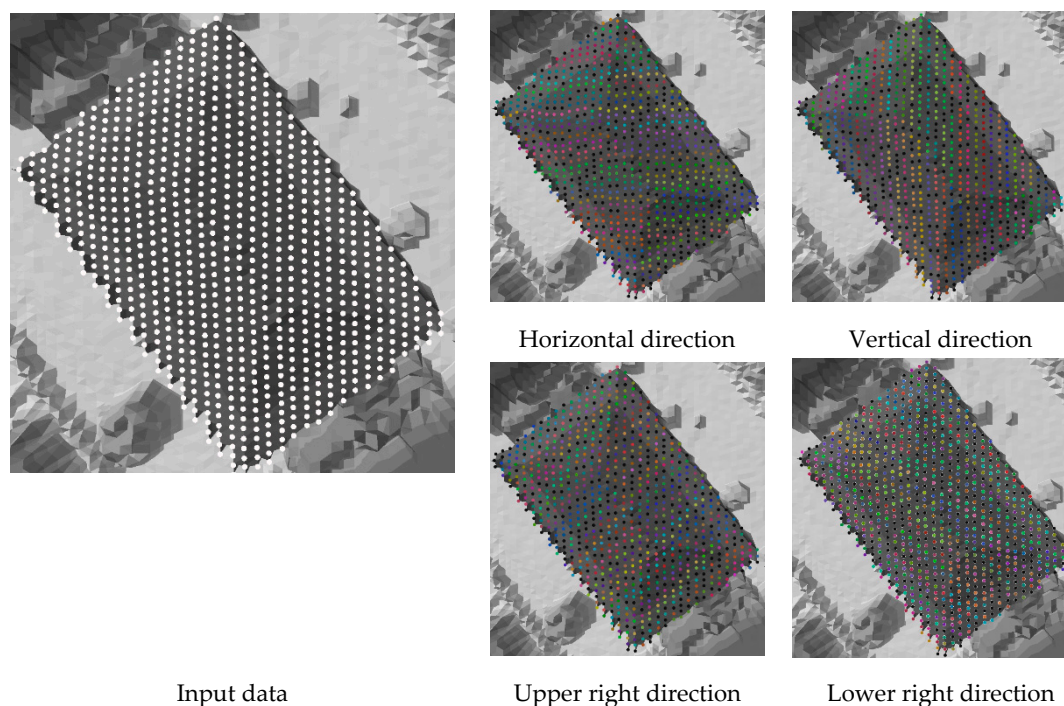 Horizontal direction
Vertical direction
Input data
Upper right direction
Lower right direction